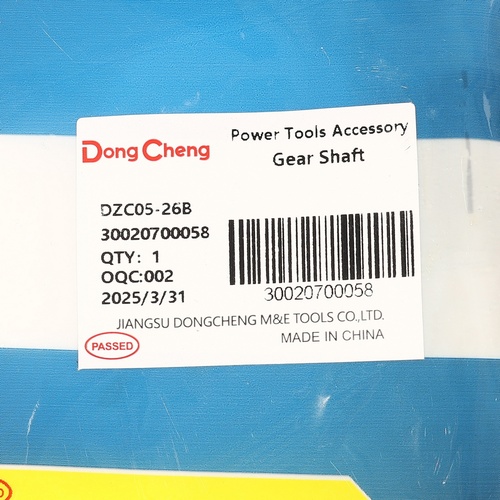 DongCheng
Power Tools Accessory
Gear Shaft
DZC05-26B
30020700058
QTY: 1
OQC:002
2025/3/31
30020700058
JIANGSU DONGCHENG M&E TOOLS CO.,LTD.
MADE IN CHINA
PASSED